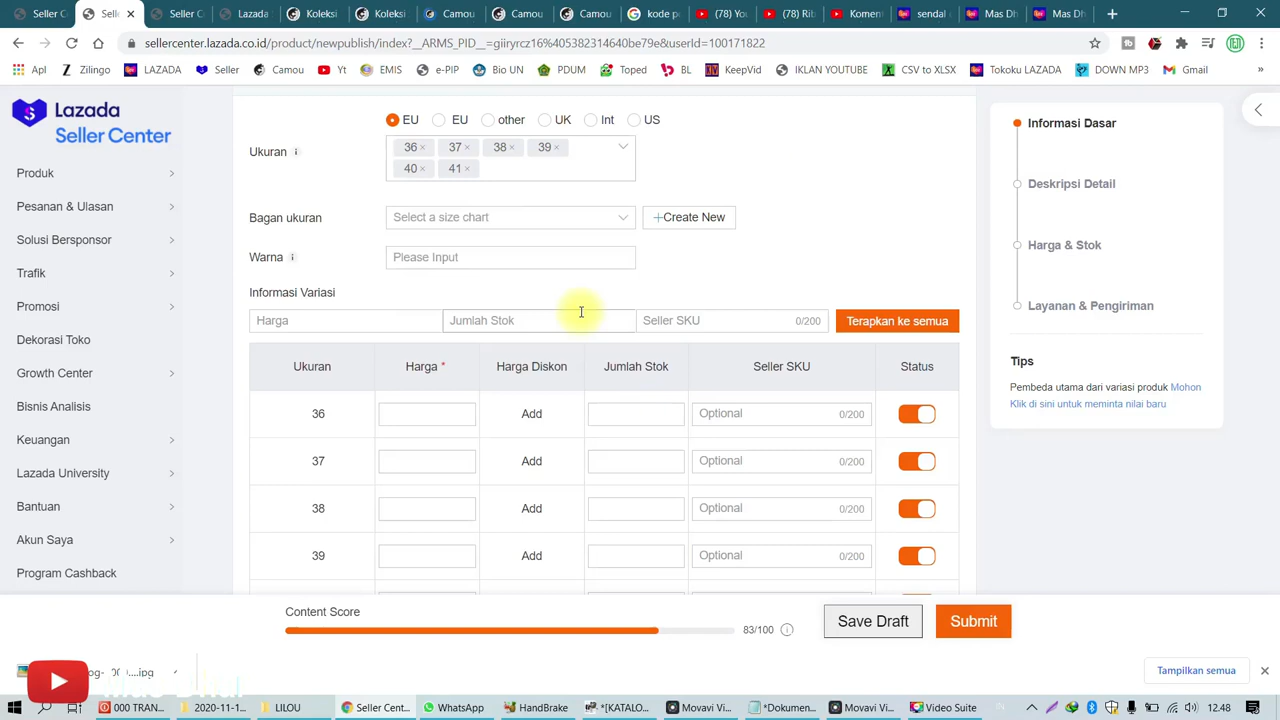 Seller C
Selle
Seller C
Koleksi
Camou
Camou
Camou
kode po
(78) You
(78) Rib
Koment
sendal g
Mas Dh
Mas Dh
sellercenter.lazada.co.id/product/newpublish/index?__ARMS_PID__=giiryrcz16%405382314640be79e&userId=100171822
Apl
Zilingo
LAZADA
Seller
Camou
Yt
EMIS
e-PIP
Bio UN
PDUM
Toped
BL
KeepVid
IKLAN YOUTUBE
CSV to XLSX
Tokoku LAZADA
DOWN MP3
Gmail
»
Lazada
Seller Center
Produk
Pesanan & Ulasan
Solusi Bersponsor
Trafik
Promosi
Dekorasi Toko
Growth Center
Bisnis Analisis
Keuangan
Lazada University
Bantuan
Akun Saya
Program Cashback
EU EU other UK Int US
Ukuran
36 × 37 × 38 × 39 ×
40 × 41 ×
Bagan ukuran Select a size chart +Create New
Warna Please Input
Informasi Variasi
Harga Jumlah Stok Seller SKU 0/200 Terapkan ke semua
Ukuran Harga * Harga Diskon Jumlah Stok Seller SKU Status
36 Add Optional 0/200
37 Add Optional 0/200
38 Add Optional 0/200
39 Add Optional 0/200
Content Score
83/100
Save Draft
Submit
Informasi Dasar
Deskripsi Detail
Harga & Stok
Layanan & Pengiriman
Tips
Pembeda utama dari variasi produk Mohon
Klik di sini untuk meminta nilai baru
Tampilkan semua
000 TRAN
2020-11-1
LILOU
Seller Cent...
WhatsApp
HandBrake
*[KATALO
Movavi Vi
*Dokumen
Movavi Vi
Video Suite
12.48